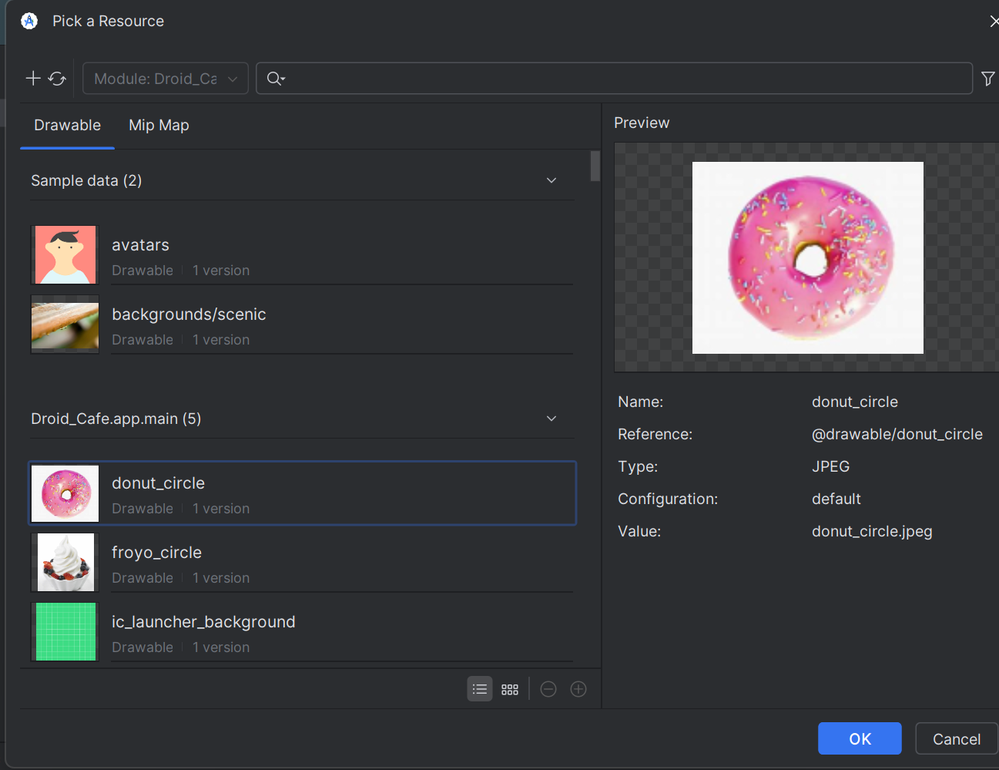 Pick a Resource
Module: Droid_Ca
Drawable
Mip Map
Preview
Sample data (2)
avatars
Drawable | 1 version
backgrounds/scenic
Drawable | 1 version
Droid_Cafe.app.main (5)
donut_circle
Drawable | 1 version
froyo_circle
Drawable | 1 version
ic_launcher_background
Drawable | 1 version
Name: donut_circle
Reference: @drawable/donut_circle
Type: JPEG
Configuration: default
Value: donut_circle.jpeg
OK
Cancel